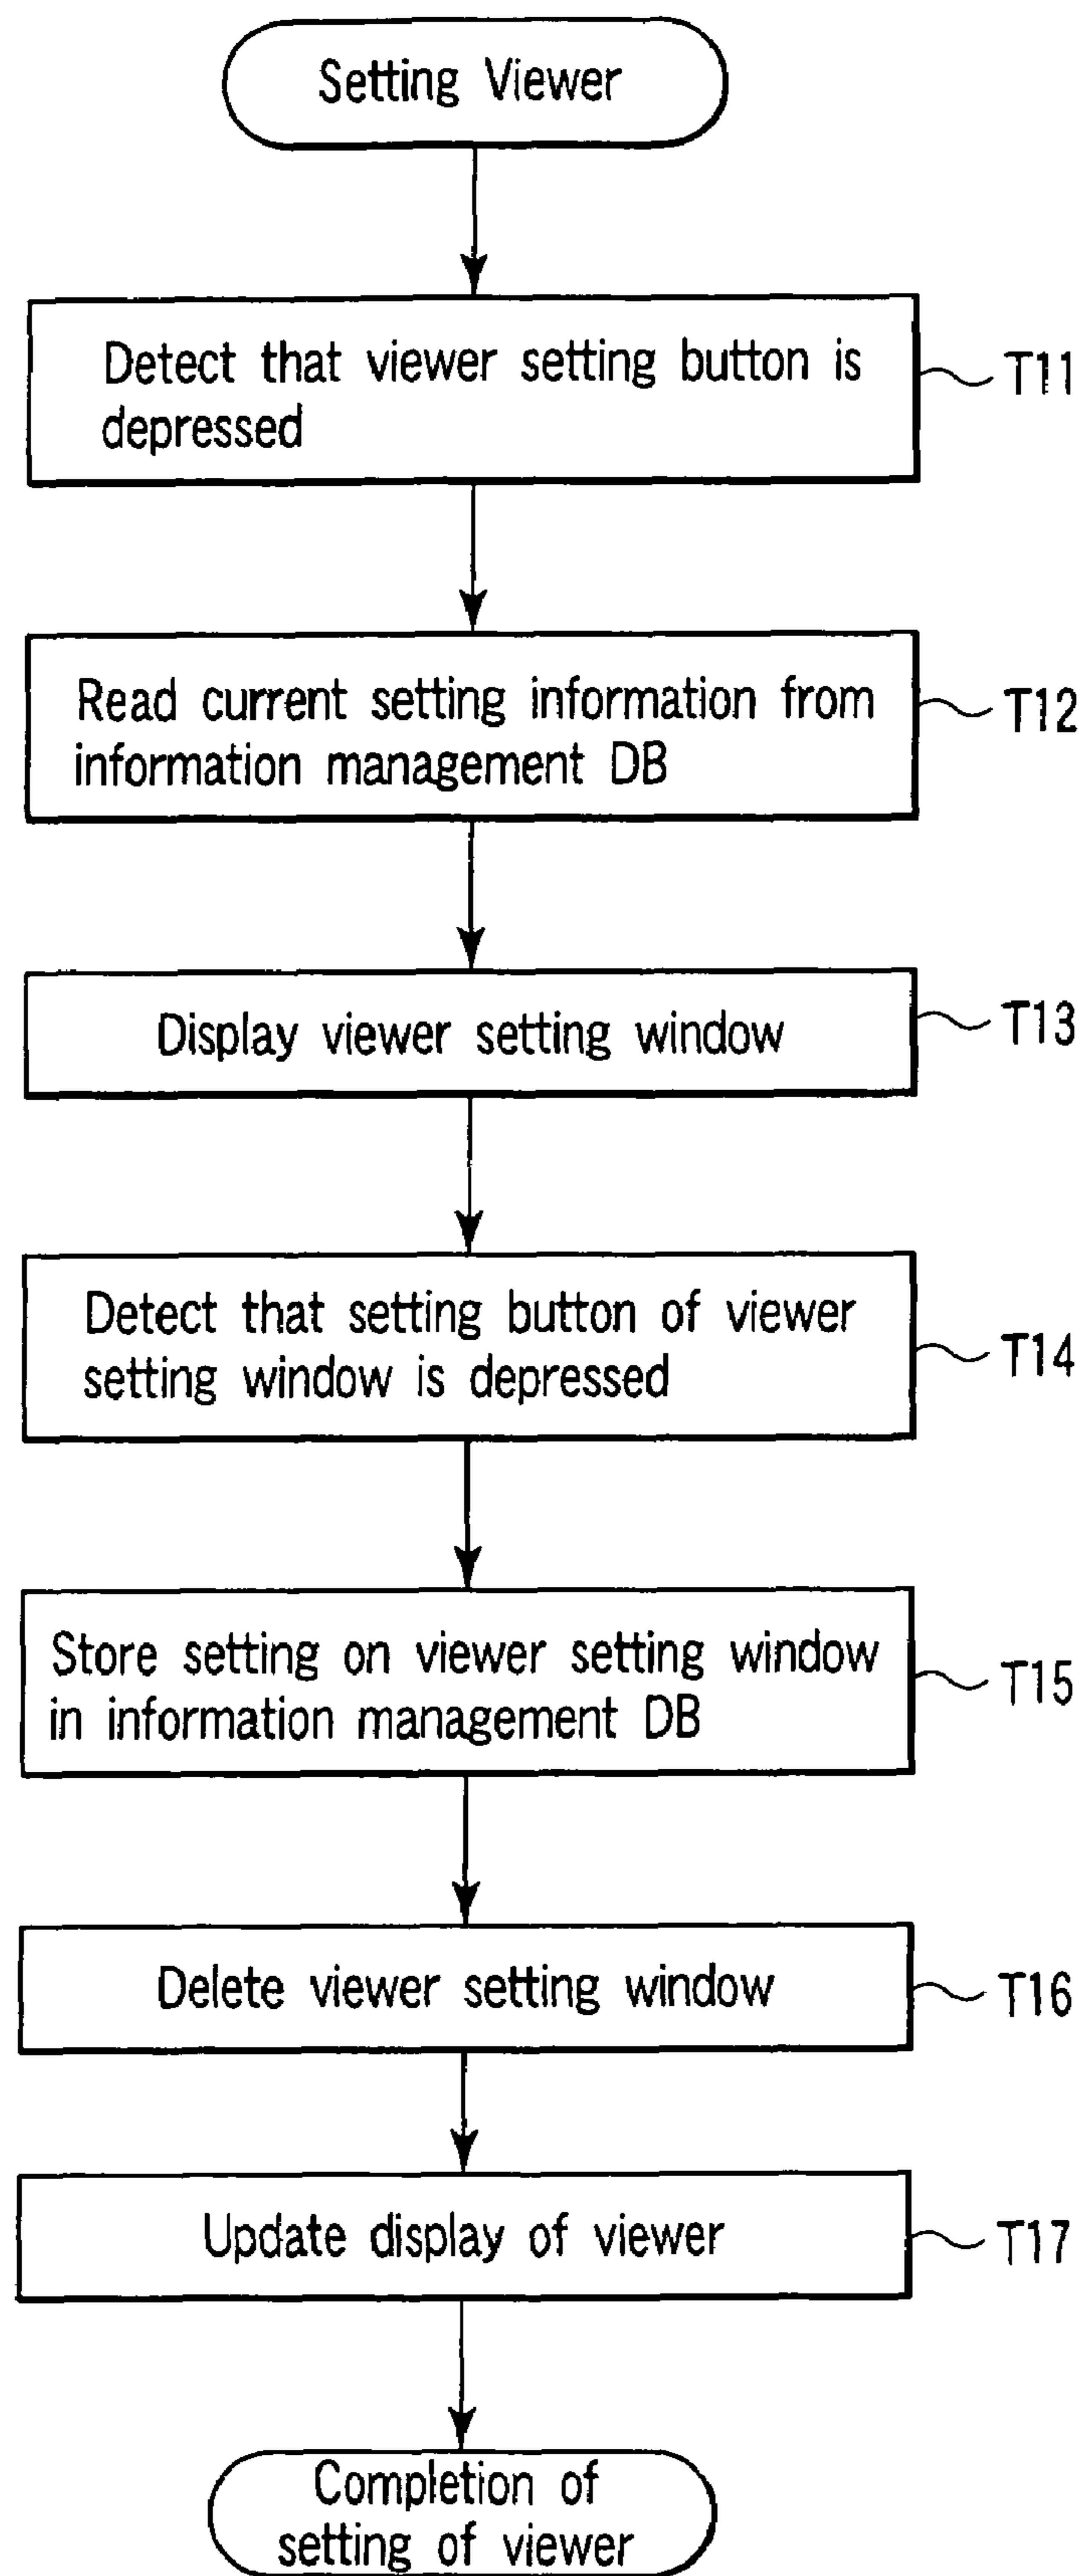 Setting Viewer
Detect that viewer setting button is
depressed
T11
Read current setting information from
information management DB
T12
Display viewer setting window
T13
Detect that setting button of viewer
setting window is depressed
T14
Store setting on viewer setting window
in information management DB
T15
Delete viewer setting window
T16
Update display of viewer
T17
Completion of
setting of viewer